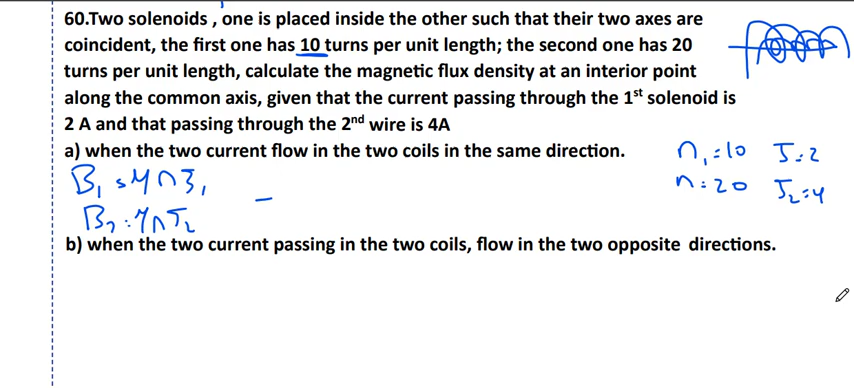 60.Two solenoids , one is placed inside the other such that their two axes are
coincident, the first one has 10 turns per unit length; the second one has 20
turns per unit length, calculate the magnetic flux density at an interior point
along the common axis, given that the current passing through the 1st solenoid is
2 A and that passing through the 2nd wire is 4A
a) when the two current flow in the two coils in the same direction.
n₁=10 I=2
n=20 I₂=4
B₁
B₂
b) when the two current passing in the two coils, flow in the two opposite directions.